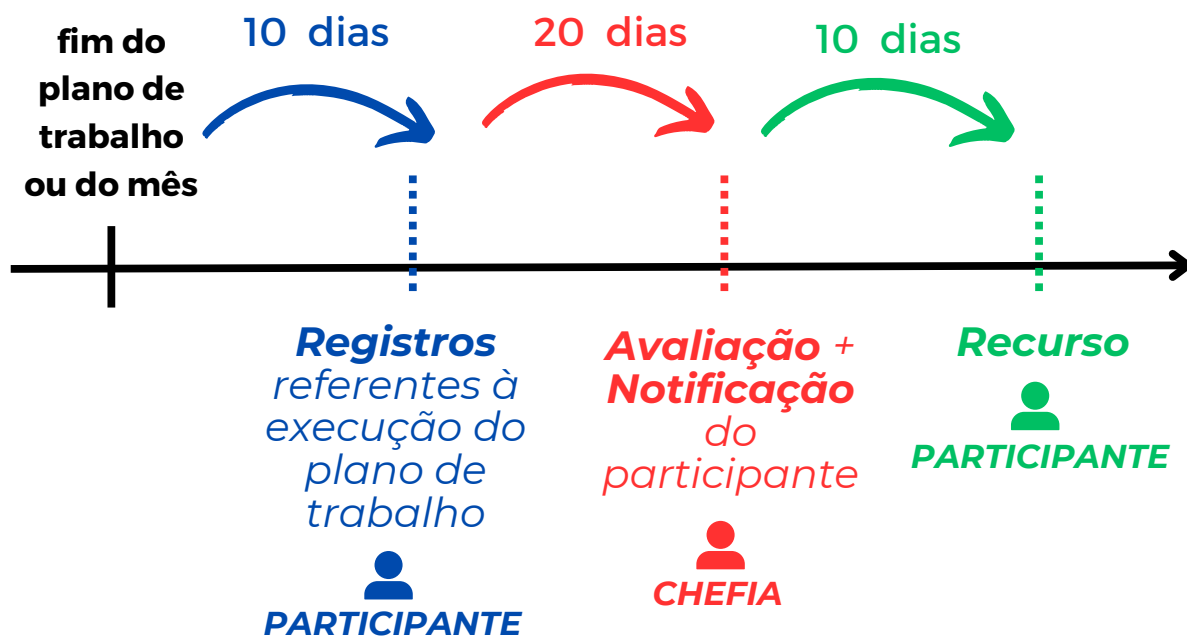 fim do
plano de
trabalho
ou do mês
10 dias
20 dias
10 dias
Registros
referentes à
execução do
plano de
trabalho
PARTICIPANTE
Avaliação +
Notificação
do
participante
CHEFIA
Recurso
PARTICIPANTE